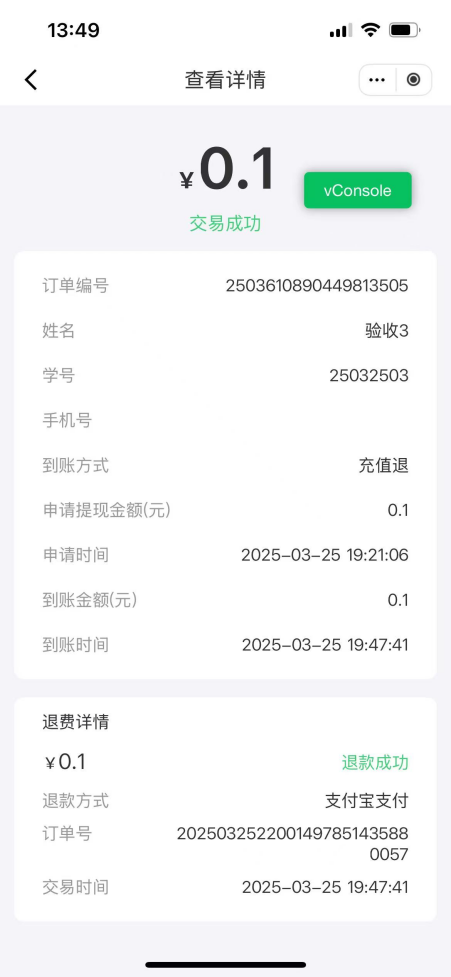 13:49
查看详情
¥0.1
vConsole
交易成功
订单编号 2503610890449813505
姓名 验收3
学号 25032503
手机号
到账方式 充值退
申请提现金额(元) 0.1
申请时间 2025-03-25 19:21:06
到账金额(元) 0.1
到账时间 2025-03-25 19:47:41
退费详情
¥0.1 退款成功
退款方式 支付宝支付
订单号 202503252200149785143588
0057
交易时间 2025-03-25 19:47:41